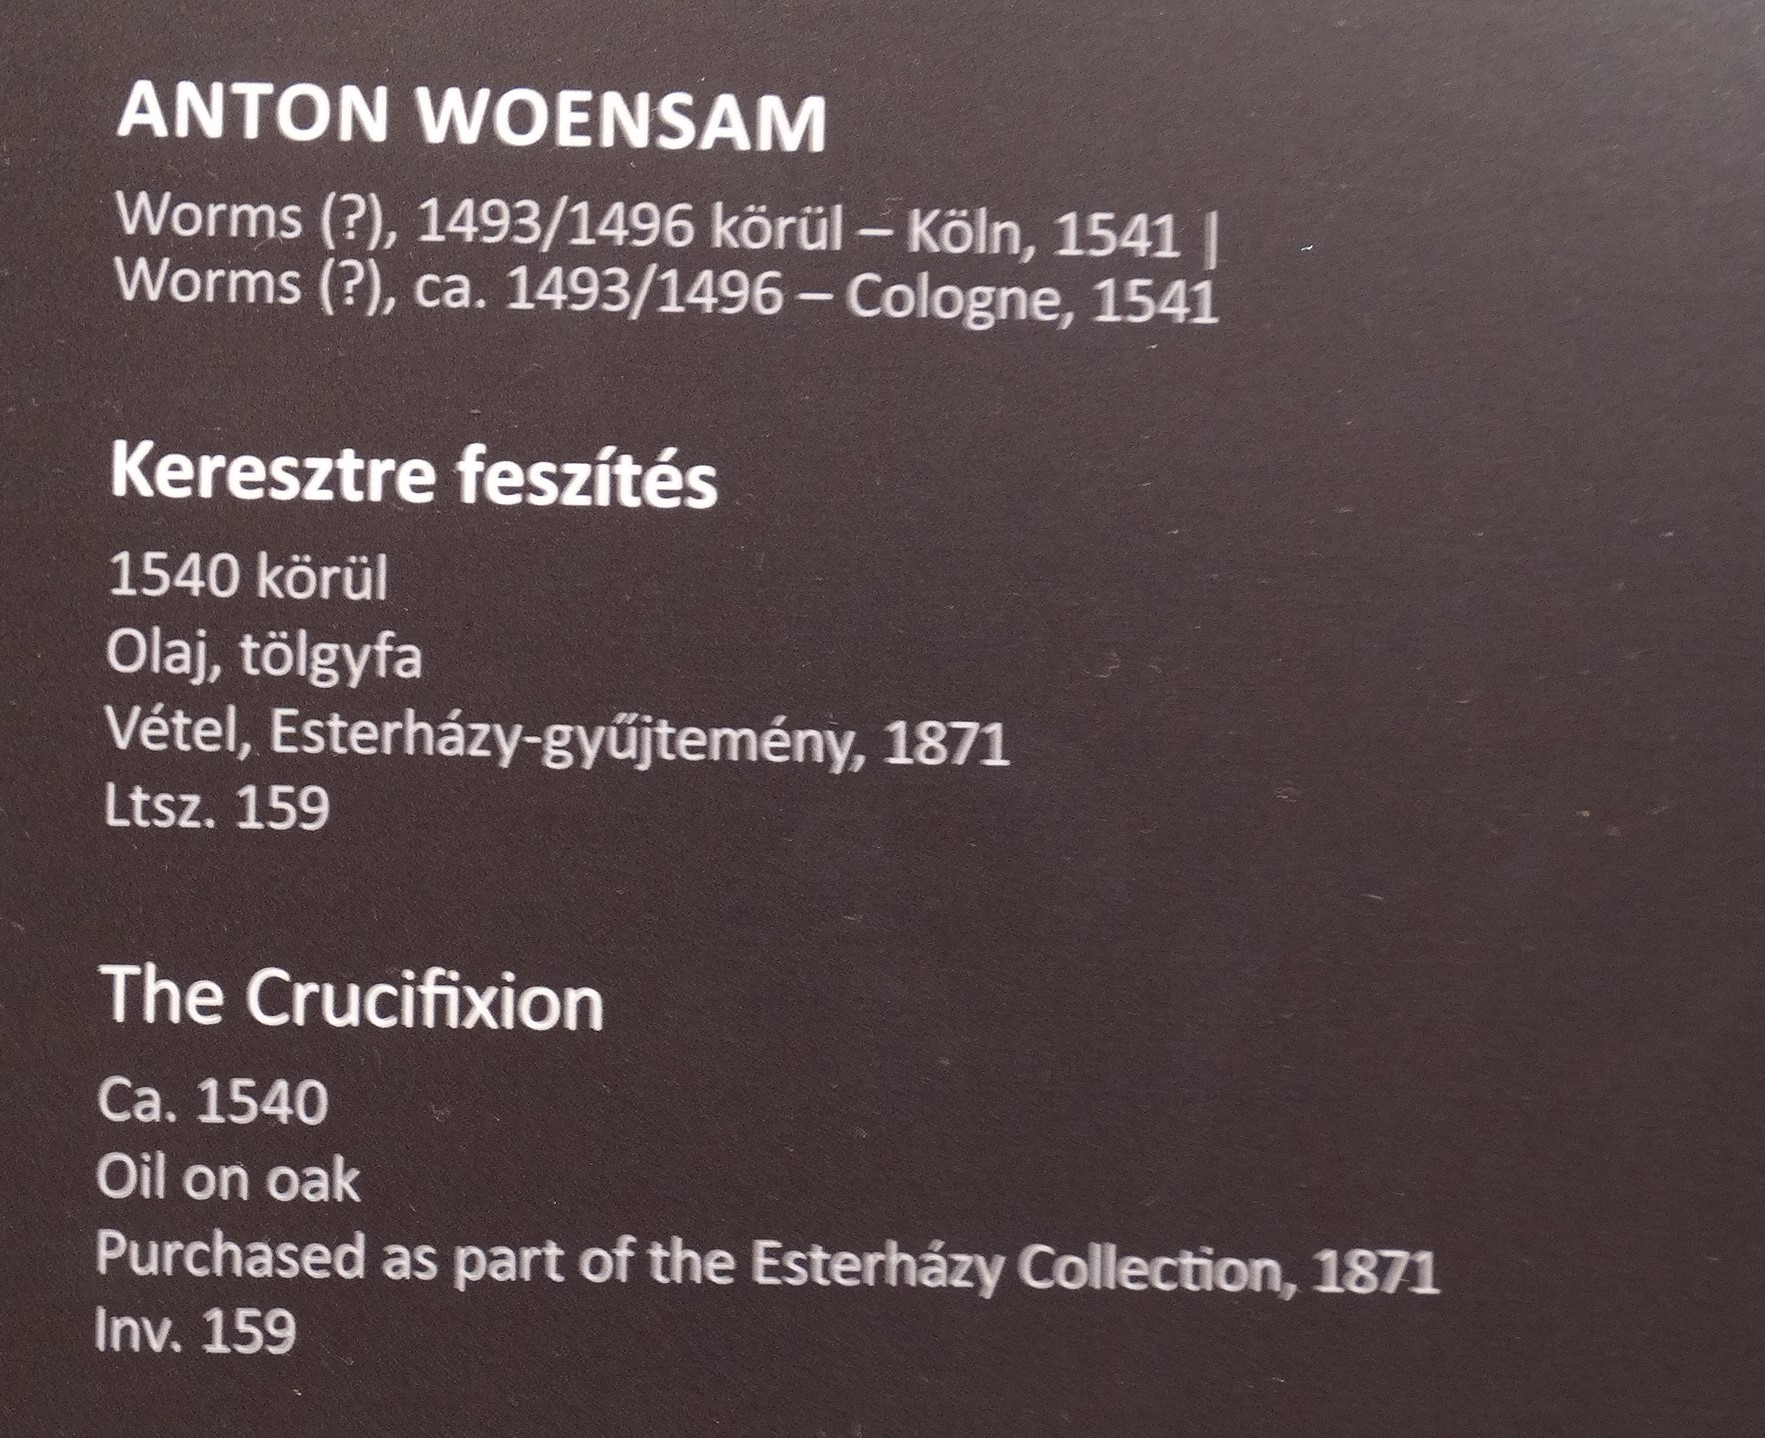 ANTON WOENSAM
Worms (?), 1493/1496 körül – Köln, 1541 |
Worms (?), ca. 1493/1496 – Cologne, 1541
Keresztre feszítés
1540 körül
Olaj, tölgyfa
Vétel, Esterházy-gyűjtemény, 1871
Ltsz. 159
The Crucifixion
Ca. 1540
Oil on oak
Purchased as part of the Esterházy Collection, 1871
Inv. 159